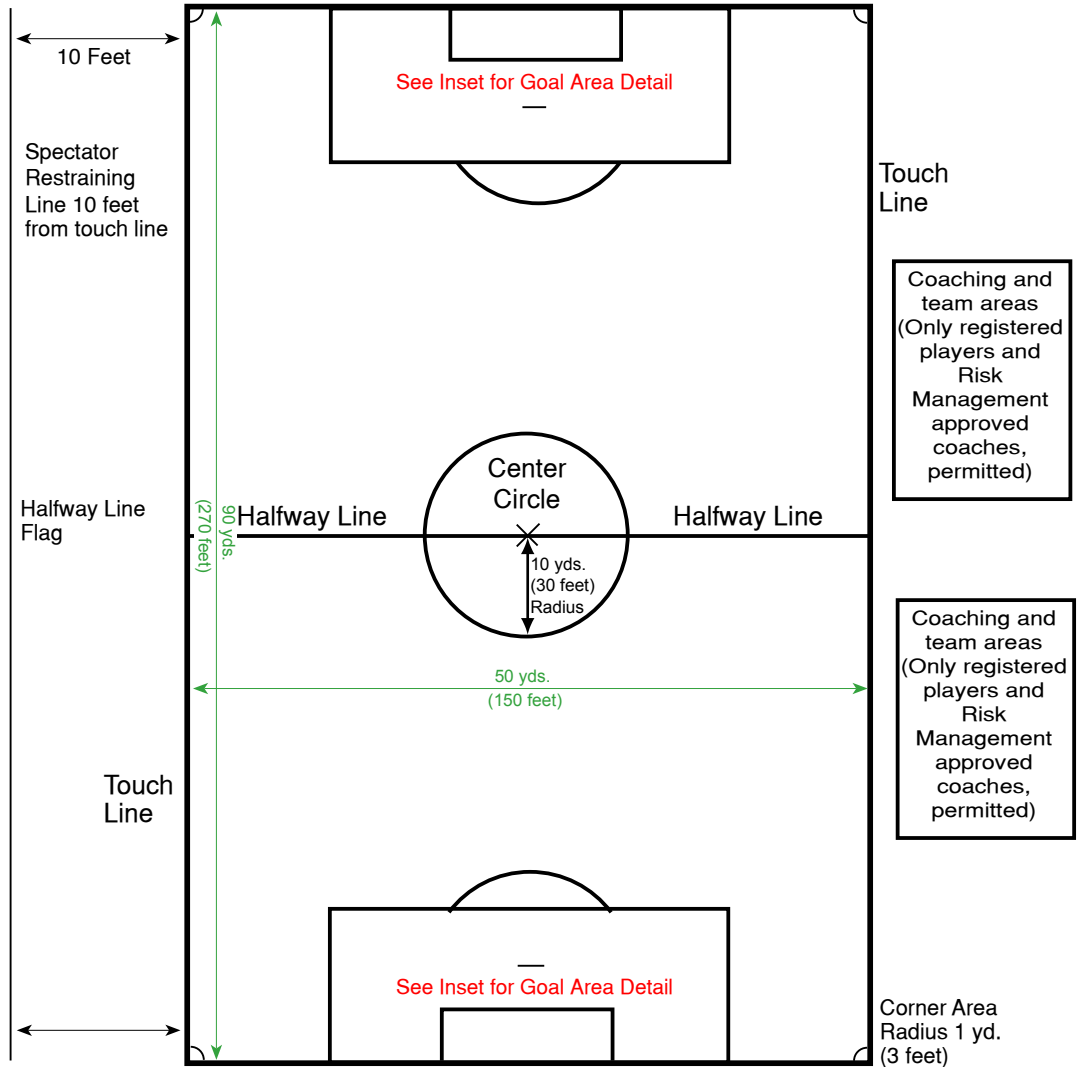 10 Feet
See Inset for Goal Area Detail
Spectator
Restraining
Line 10 feet
from touch line
Touch
Line
Coaching and
team areas
(Only registered
players and
Risk
Management
approved
coaches,
permitted)
Center
Circle
Halfway Line
Flag
90 yds.
(270 feet)
Halfway Line
Halfway Line
10 yds.
(30 feet)
Radius
Coaching and
team areas
(Only registered
players and
Risk
Management
approved
coaches,
permitted)
50 yds.
(150 feet)
Touch
Line
See Inset for Goal Area Detail
Corner Area
Radius 1 yd.
(3 feet)